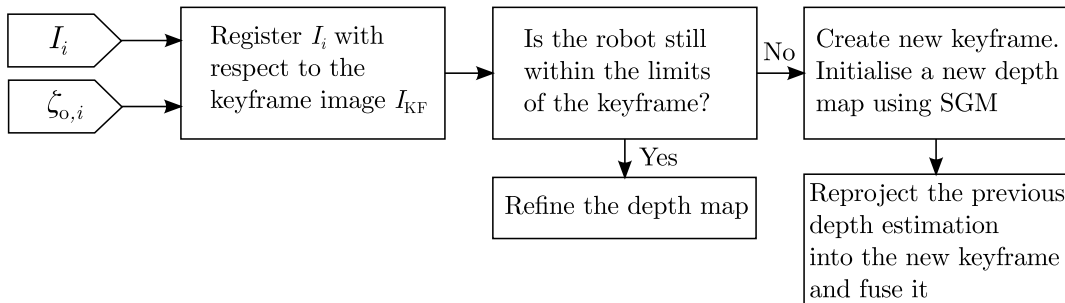 I_i
ζ_{o,i}
Register I_i with
respect to the
keyframe image I_KF
Is the robot still
within the limits
of the keyframe?
No
Create new keyframe.
Initialise a new depth
map using SGM
Yes
Refine the depth map
Reproject the previous
depth estimation
into the new keyframe
and fuse it